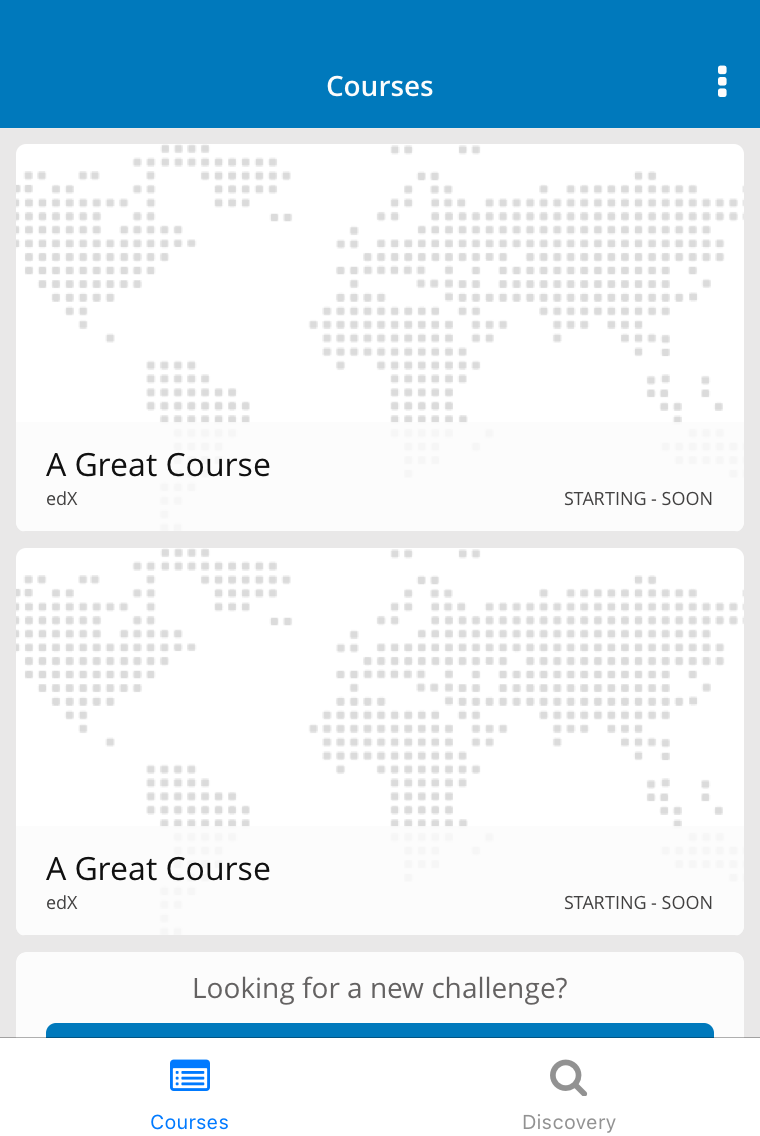 Courses
A Great Course
edX
STARTING - SOON
A Great Course
edX
STARTING - SOON
Looking for a new challenge?
Courses
Discovery